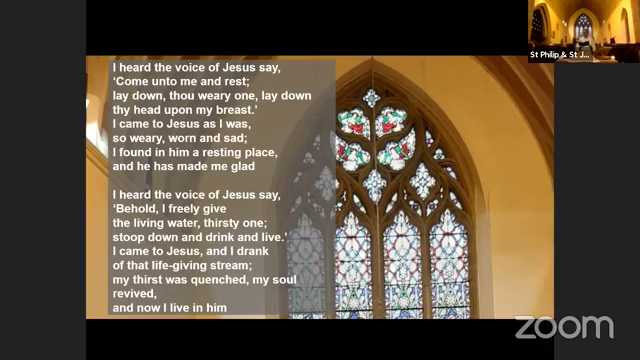 I heard the voice of Jesus say,
‘Come unto me and rest;
lay down, thou weary one, lay down
thy head upon my breast.’
I came to Jesus as I was,
so weary, worn and sad;
I found in him a resting place,
and he has made me glad
I heard the voice of Jesus say,
‘Behold, I freely give
the living water, thirsty one;
stoop down and drink and live.’
I came to Jesus, and I drank
of that life-giving stream;
my thirst was quenched, my soul
revived,
and now I live in him
St Philip & St J...
zoom